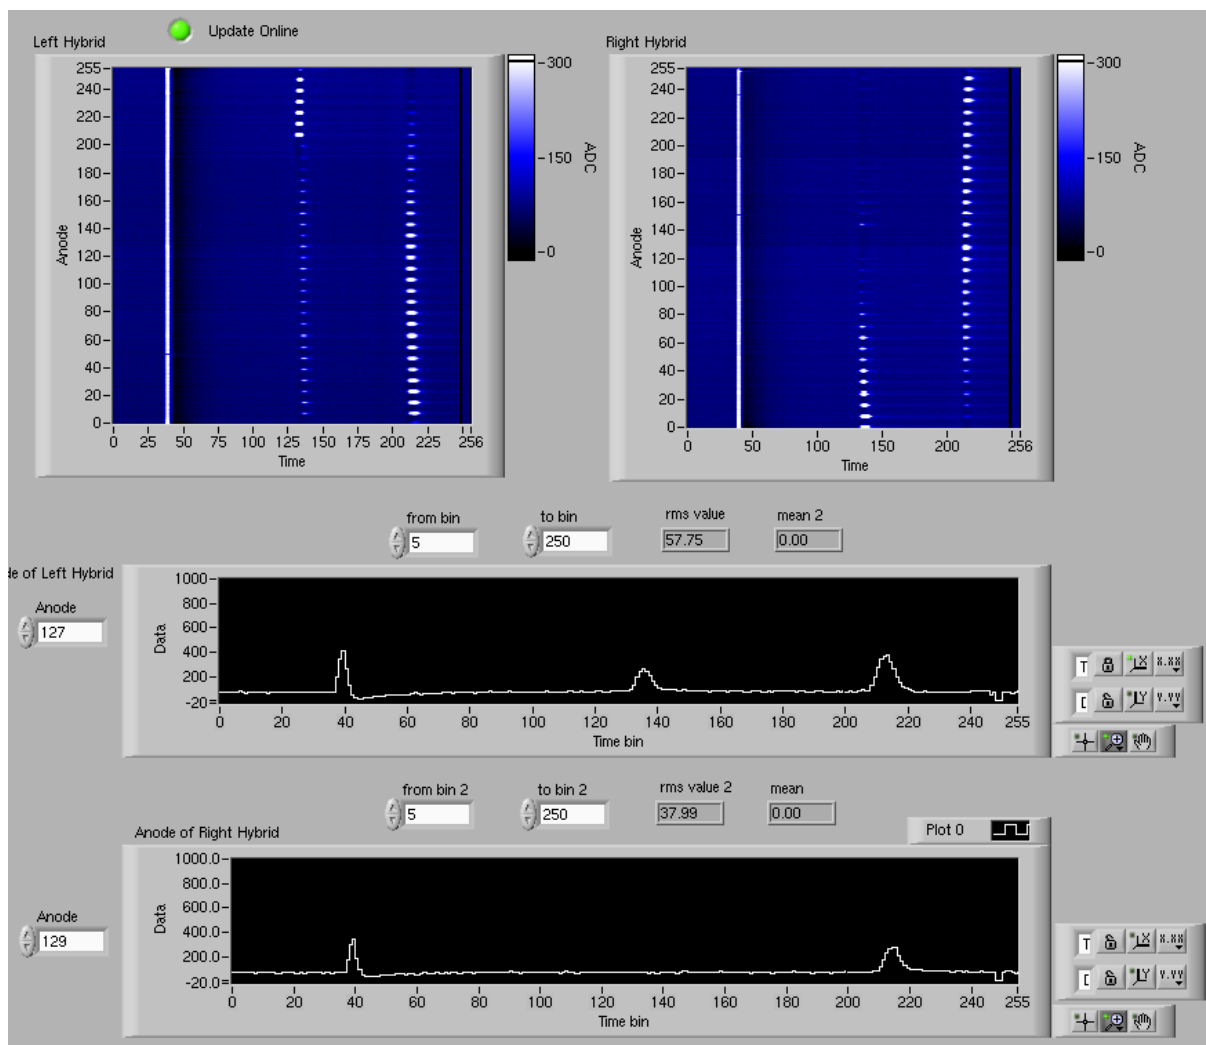 Update Online
Left Hybrid
Right Hybrid
255
240
220
200
180
160
140
120
100
80
60
40
20
0
Anode
0 25 50 75 100 125 150 175 200 225 256
Time
300
150
0
ADC
255
240
220
200
180
160
140
120
100
80
60
40
20
0
Anode
0 50 100 150 200 256
Time
300
150
0
ADC
from bin to bin rms value mean 2
5 250 57.75 0.00
de of Left Hybrid
Anode
127
1000
800
600
400
200
-20
Data
0 20 40 60 80 100 120 140 160 180 200 220 240 255
Time bin
T X X.XX
Y Y.YY
from bin 2 to bin 2 rms value 2 mean
5 250 37.99 0.00
Anode of Right Hybrid
Plot 0
Anode
129
1000.0
800.0
600.0
400.0
200.0
-20.0
Data
0 20 40 60 80 100 120 140 160 180 200 220 240 255
Time bin
T X X.XX
Y Y.YY